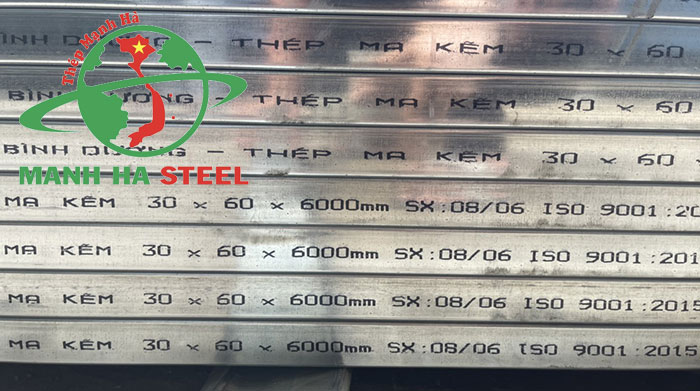 Thép Mạnh Hà
THÉP MẠ KẼM 30 x 60
BÌNH DƯƠNG - THÉP MẠ KẼM 30 x 60
BÌNH DƯƠNG - THÉP MẠ KẼM 30 x 60
MANH HA STEEL
MẠ KẼM 30 x 60 x 6000mm SX:08/06 ISO 9001:20
MẠ KẼM 30 x 60 x 6000mm SX:08/06 ISO 9001:2015
MẠ KẼM 30 x 60 x 6000mm SX:08/06 ISO 9001:2015
MẠ KẼM 30 x 60 x 6000mm SX:08/06 ISO 9001:2015